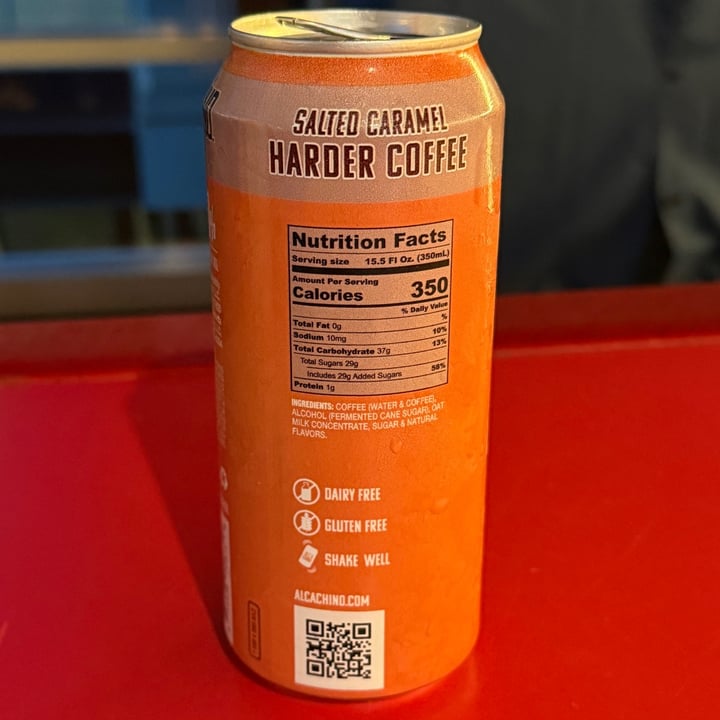 SALTED CARAMEL
HARDER COFFEE
Nutrition Facts
Serving size 15.5 Fl Oz. (350mL)
Amount Per Serving
Calories 350
% Daily Value
Total Fat 0g %
Sodium 10mg 10%
Total Carbohydrate 37g 13%
Total Sugars 29g
Includes 29g Added Sugars 58%
Protein 1g
INGREDIENTS: COFFEE (WATER & COFFEE),
ALCOHOL (FERMENTED CANE SUGAR), OAT
MILK CONCENTRATE, SUGAR & NATURAL
FLAVORS.
DAIRY FREE
GLUTEN FREE
SHAKE WELL
ALCACHINO.COM